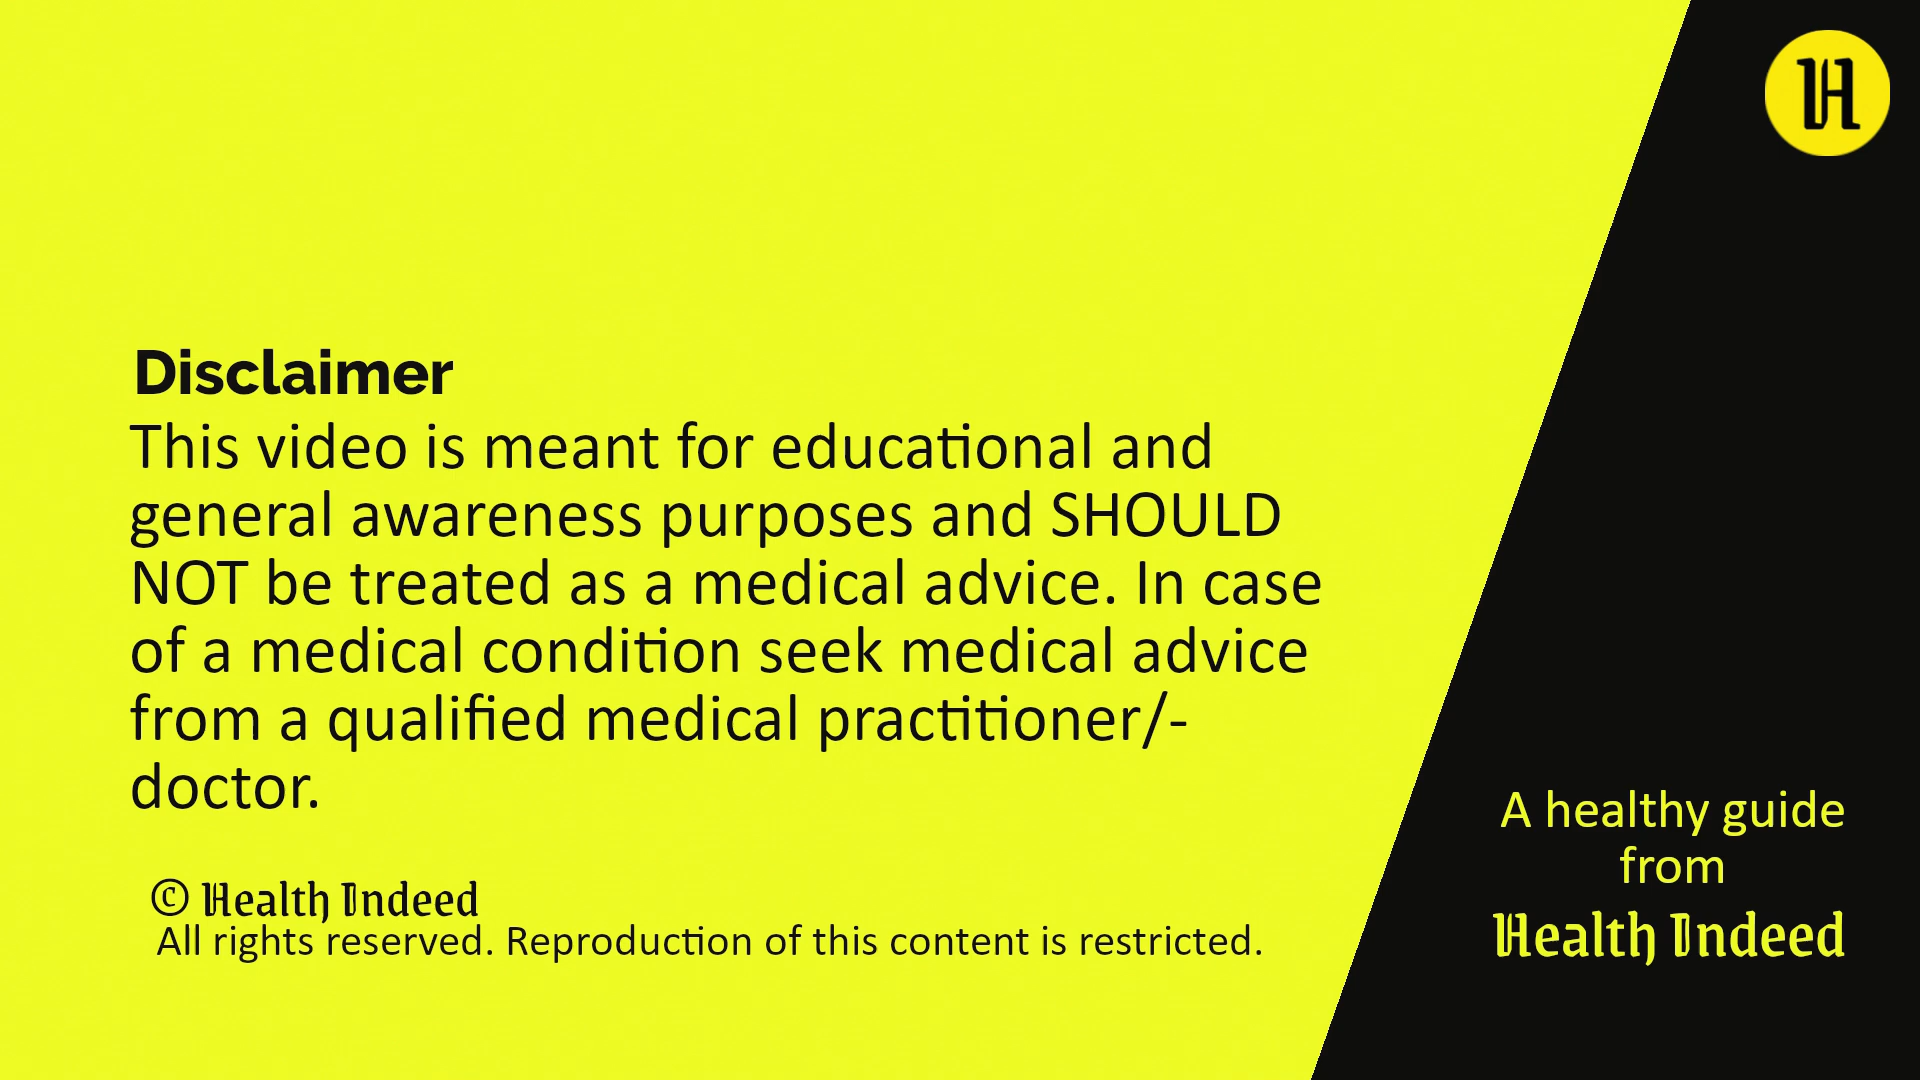 H
Disclaimer
This video is meant for educational and
general awareness purposes and SHOULD
NOT be treated as a medical advice. In case
of a medical condition seek medical advice
from a qualified medical practitioner/-
doctor.
© Health Indeed
All rights reserved. Reproduction of this content is restricted.
A healthy guide
from
Health Indeed